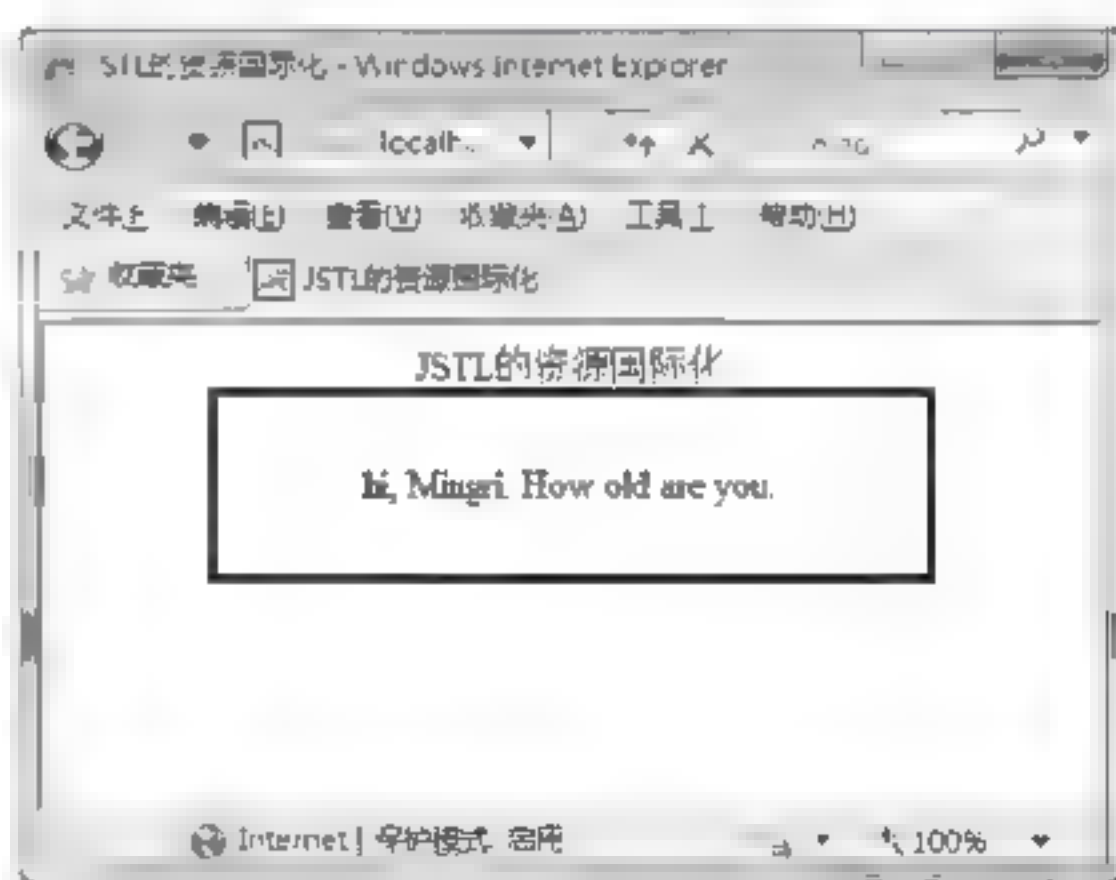 STL的资源国际化 - Windows Internet Explorer
localh...
文件 编辑(E) 查看(V) 收藏夹(A) 工具 帮助(H)
收藏夹 JSTL的资源国际化
JSTL的资源国际化
hi, Mingri. How old are you.
Internet | 保护模式: 启用 100%